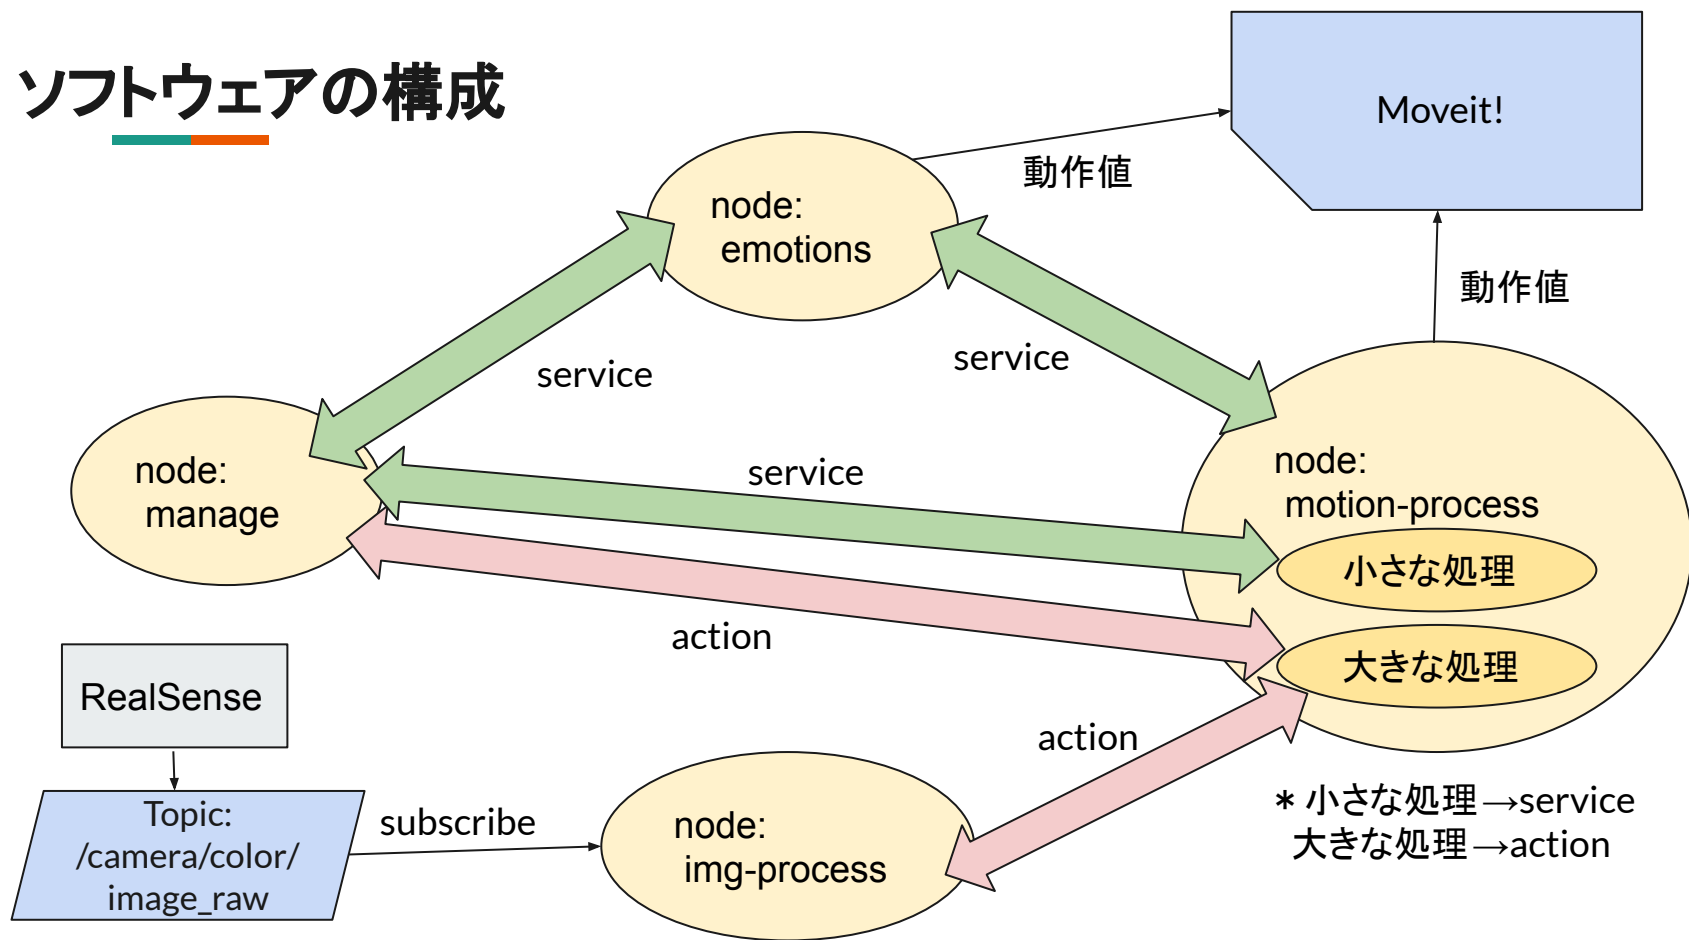 ソフトウェアの構成
Moveit!
動作値
node:
emotions
動作値
service
service
node:
manage
service
node:
motion-process
小さな処理
action
大きな処理
RealSense
action
Topic:
/camera/color/
image_raw
subscribe
node:
img-process
* 小さな処理→service
大きな処理→action